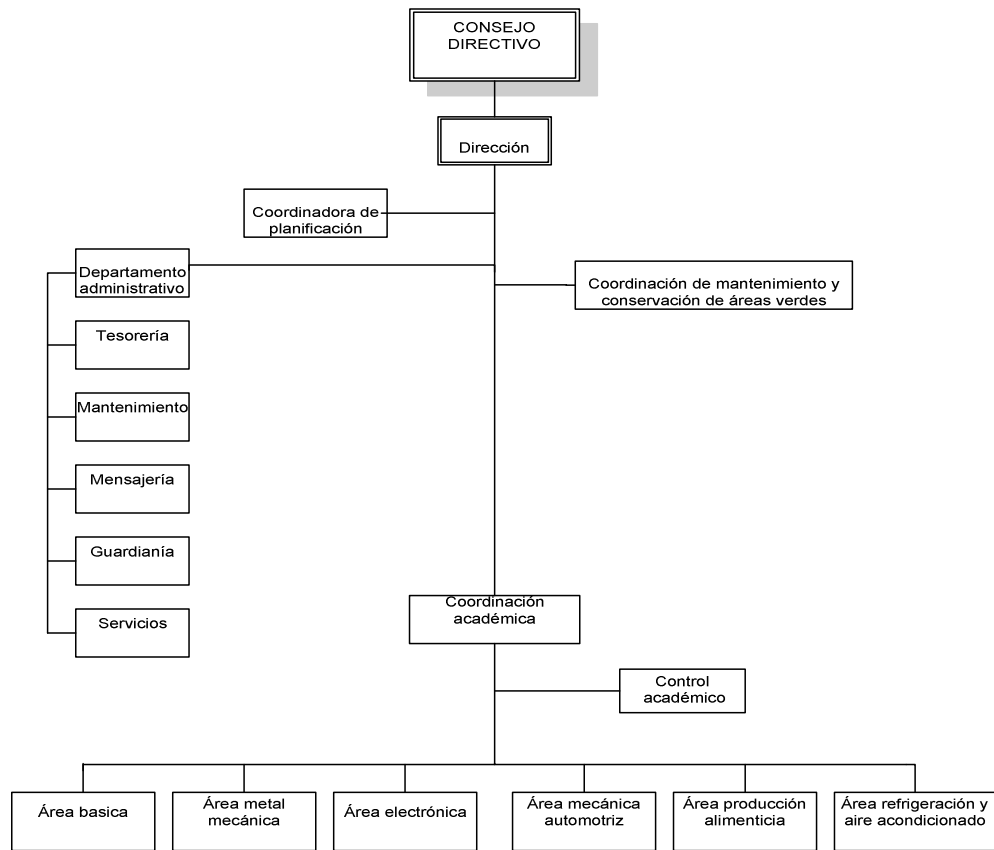 CONSEJO
DIRECTIVO
Dirección
Coordinadora de
planificación
Departamento
administrativo
Coordinación de mantenimiento y
conservación de áreas verdes
Tesorería
Mantenimiento
Mensajería
Guardianía
Servicios
Coordinación
académica
Control
académico
Área basica
Área metal
mecánica
Área electrónica
Área mecánica
automotriz
Área producción
alimenticia
Área refrigeración y
aire acondicionado